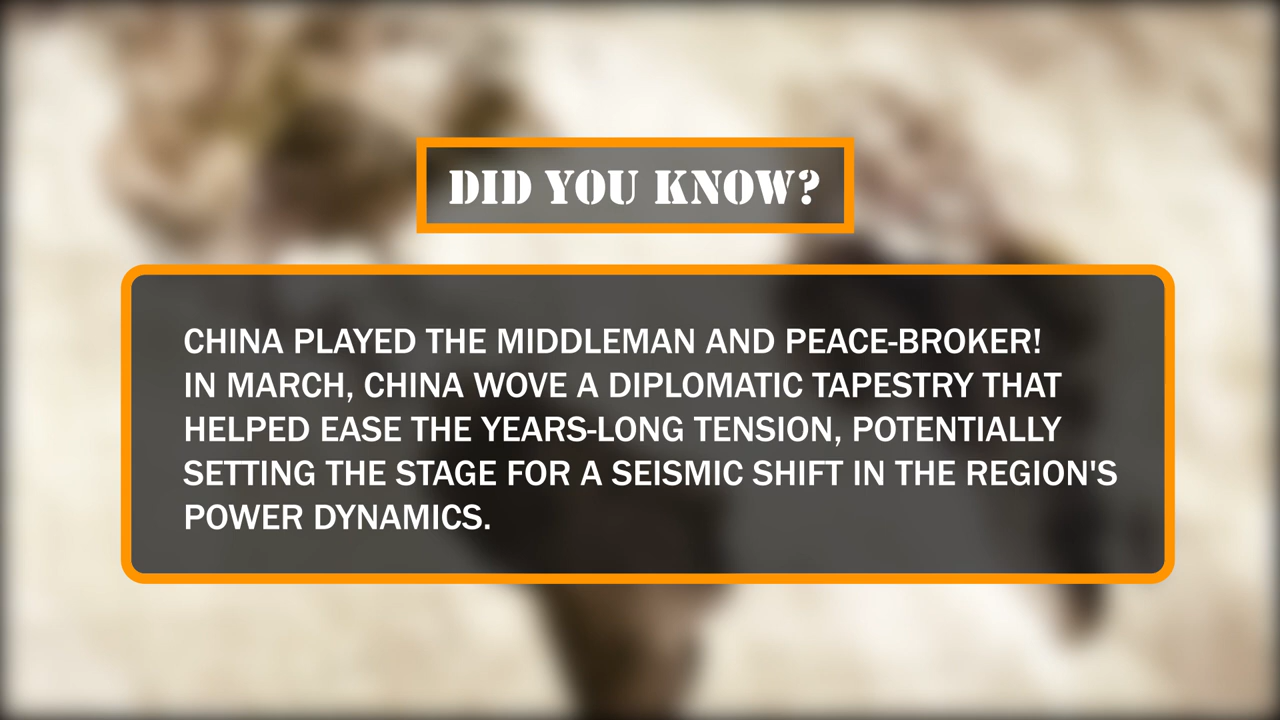 DID YOU KNOW?
CHINA PLAYED THE MIDDLEMAN AND PEACE-BROKER!
IN MARCH, CHINA WOVE A DIPLOMATIC TAPESTRY THAT
HELPED EASE THE YEARS-LONG TENSION, POTENTIALLY
SETTING THE STAGE FOR A SEISMIC SHIFT IN THE REGION'S
POWER DYNAMICS.